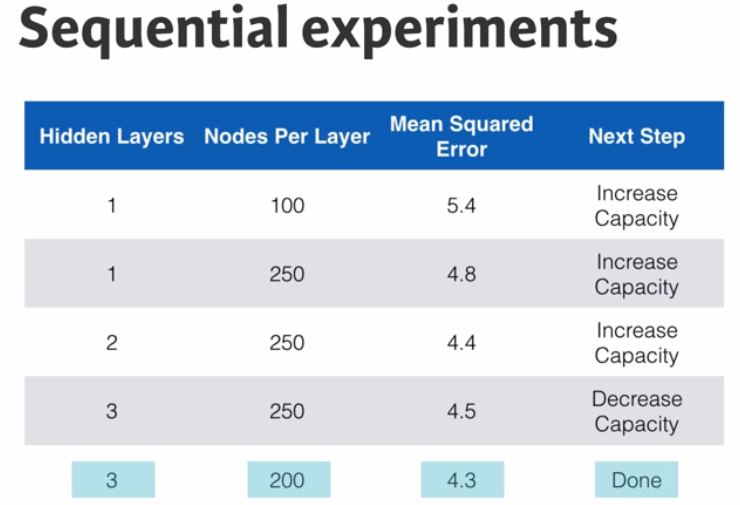 Sequential experiments
Hidden Layers Nodes Per Layer Mean Squared Error Next Step
1 100 5.4 Increase Capacity
1 250 4.8 Increase Capacity
2 250 4.4 Increase Capacity
3 250 4.5 Decrease Capacity
3 200 4.3 Done